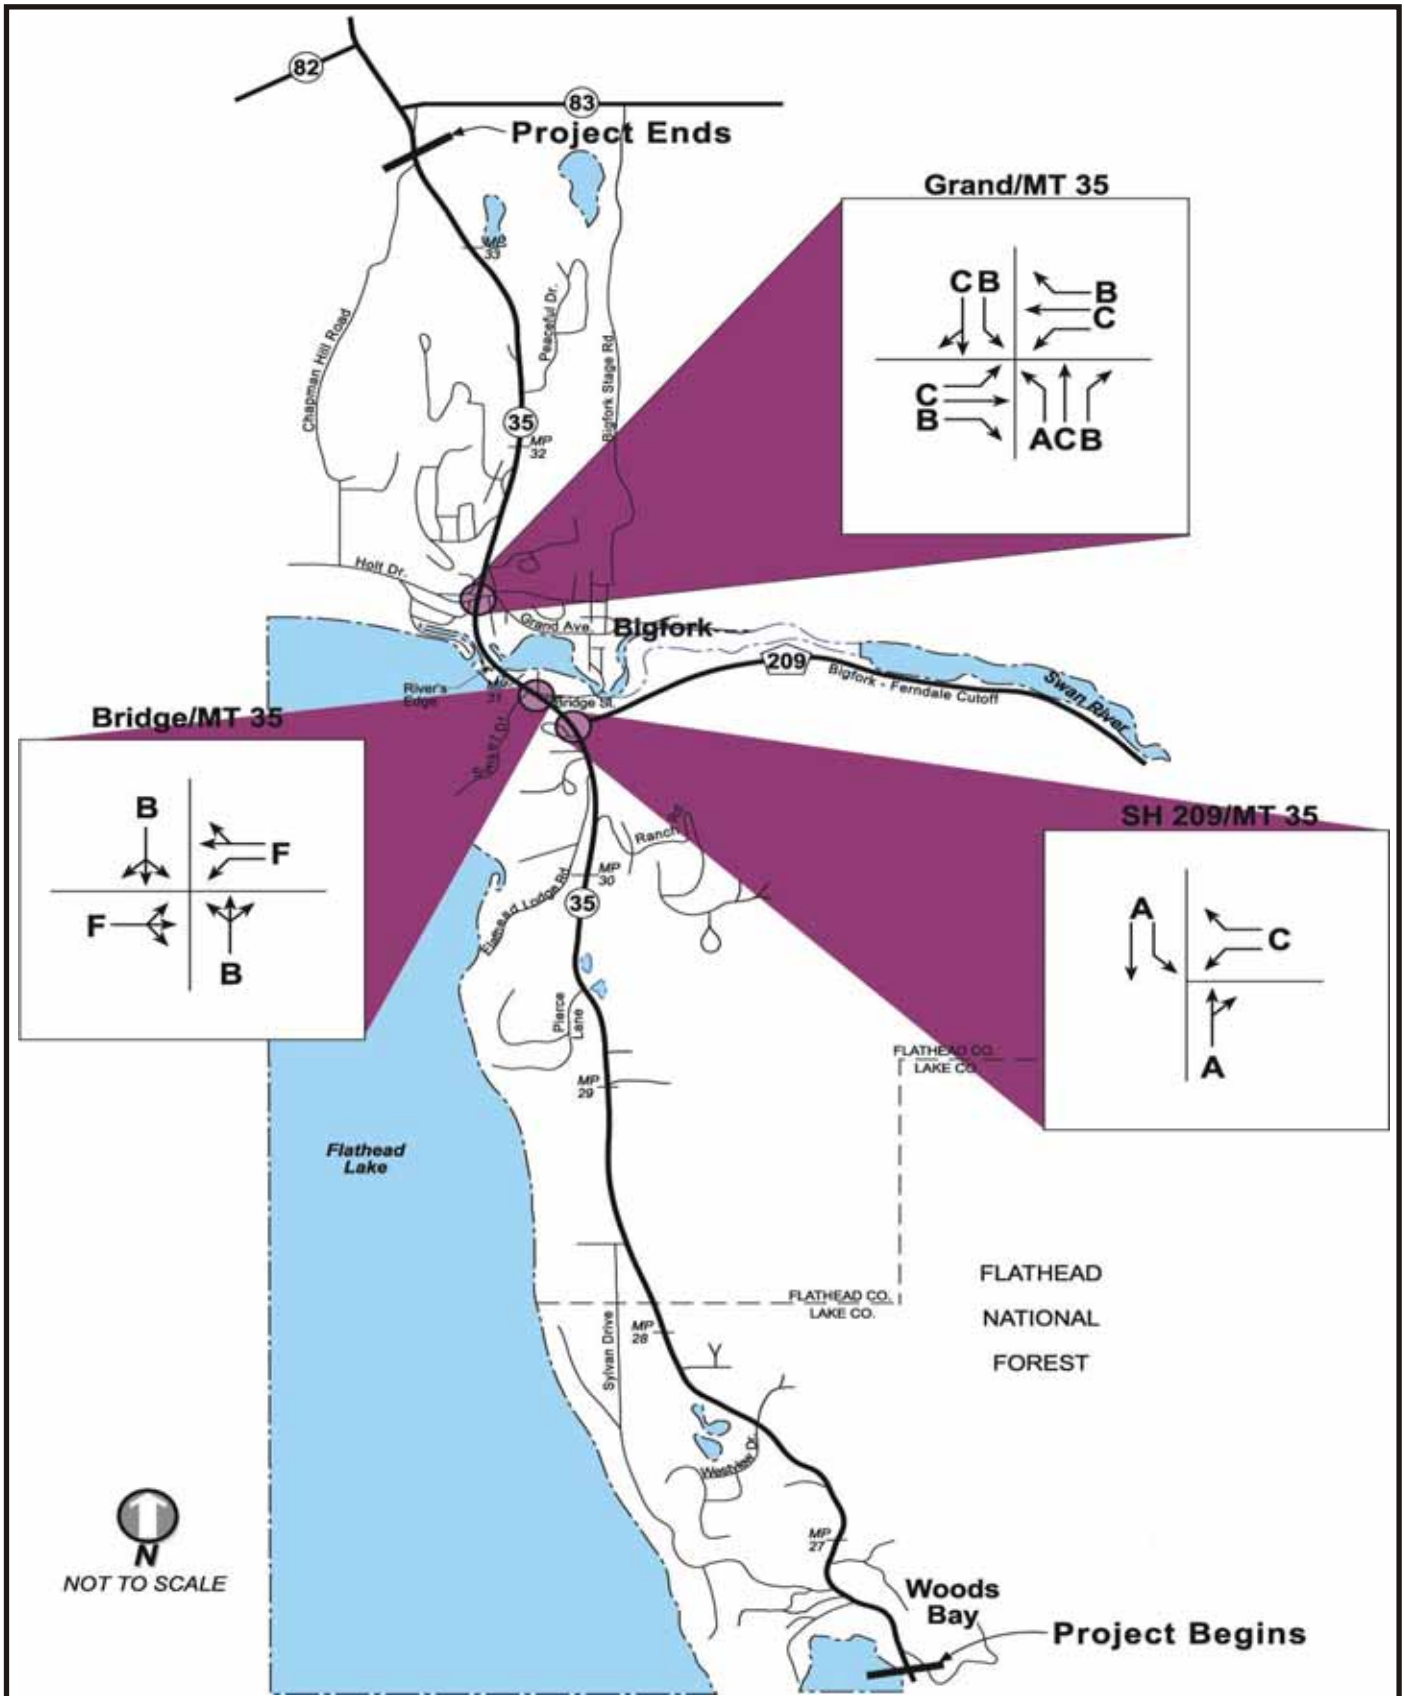 82
83
Project Ends
Grand/MT 35
C B
B
C
C
B
A C B
MP
33
Peaceful Dr.
Chapman Hill Road
Bigfork Stage Rd.
35
MP
32
Holt Dr.
Grand Ave.
Bigfork
209
Bigfork - Ferndale Cutoff
Swan River
River's
Edge
31
Bridge St.
Bridge/MT 35
B
F
F
B
SH 209/MT 35
A
C
A
Ranch Rd
MP
30
Flathead Lodge Rd
35
Pierce
Lane
FLATHEAD CO.
LAKE CO.
MP
29
Flathead
Lake
FLATHEAD
NATIONAL
FOREST
FLATHEAD CO.
LAKE CO.
Sylvan Drive
MP
28
Westview Dr.
MP
27
N
NOT TO SCALE
Woods
Bay
Project Begins